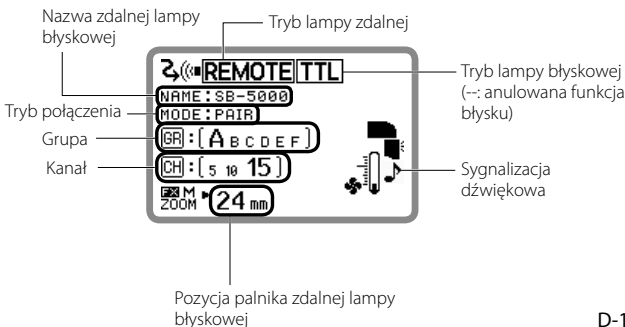 Nazwa zdalnej lampy
błyskowej
Tryb lampy zdalnej
REMOTE TTL
Tryb lampy błyskowej
(--: anulowana funkcja
błysku)
NAME:SB-5000
Tryb połączenia
MODE:PAIR
Grupa
GR:[A B C D E F]
Kanał
CH:[5 10 15]
Sygnalizacja
dźwiękowa
FX M
ZOOM 24 mm
Pozycja palnika zdalnej lampy
błyskowej
D-1